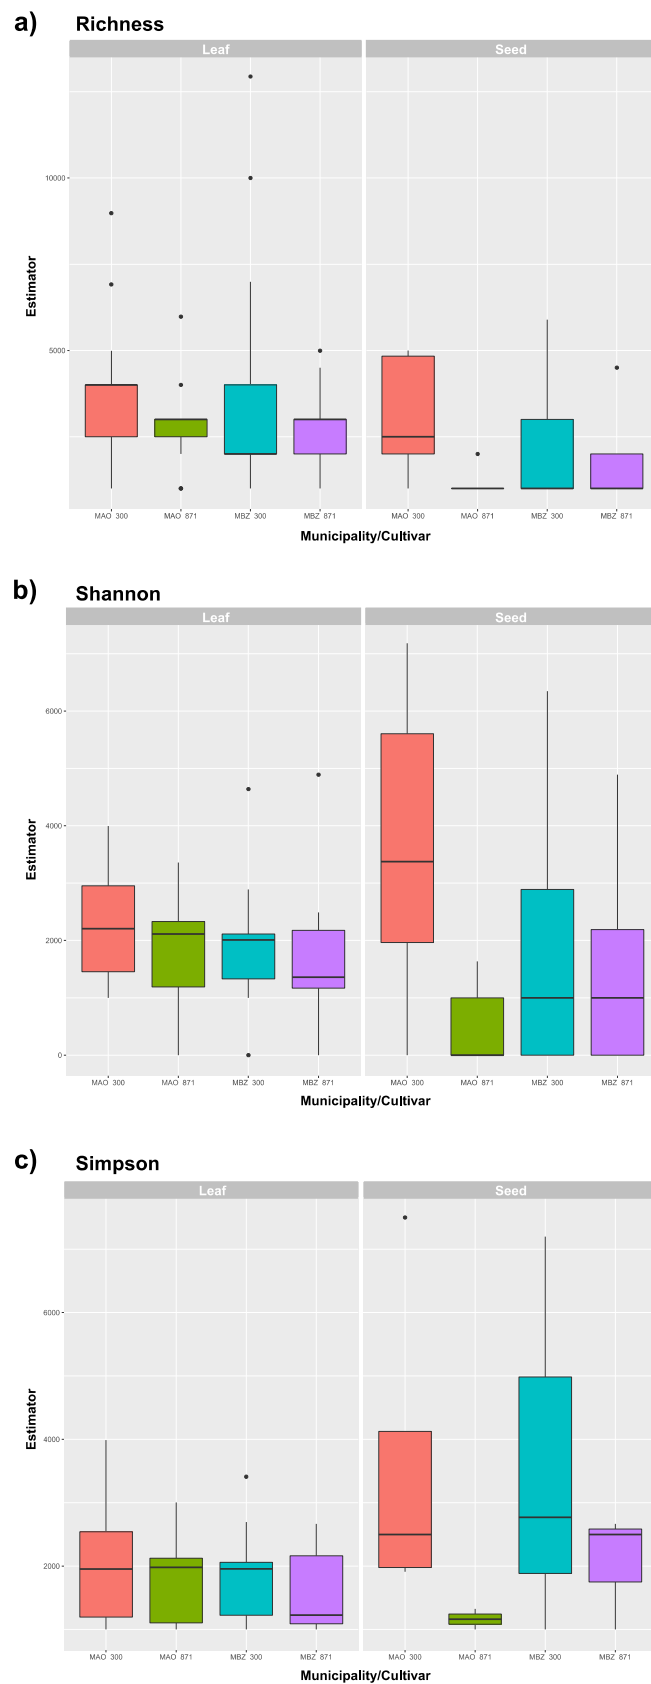 a) Richness
Leaf Seed
10000
5000
Estimator
MAO 300 MAO 871 MBZ 300 MBZ 871 MAO 300 MAO 871 MBZ 300 MBZ 871
Municipality/Cultivar
b) Shannon
Leaf Seed
6000
4000
2000
0
Estimator
MAO 300 MAO 871 MBZ 300 MBZ 871 MAO 300 MAO 871 MBZ 300 MBZ 871
Municipality/Cultivar
c) Simpson
Leaf Seed
6000
4000
2000
Estimator
MAO 300 MAO 871 MBZ 300 MBZ 871 MAO 300 MAO 871 MBZ 300 MBZ 871
Municipality/Cultivar